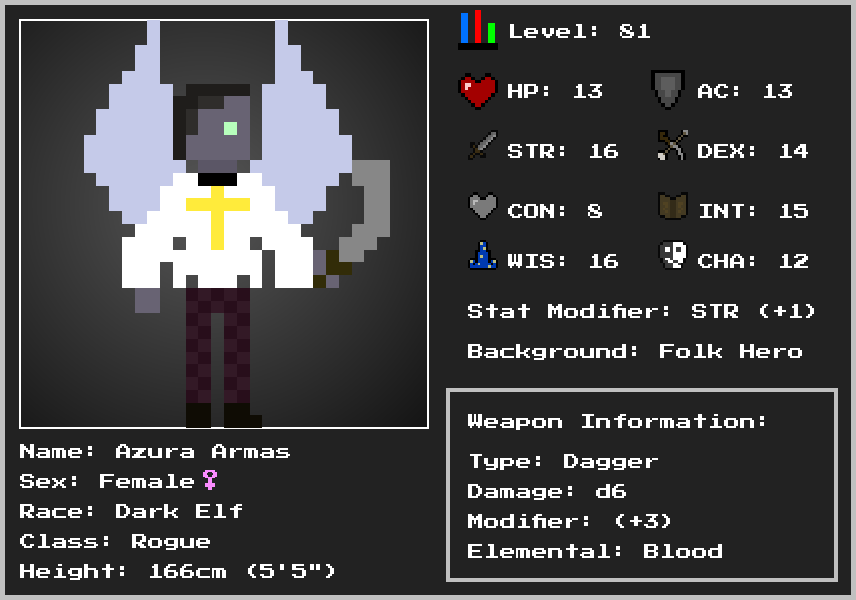 Level: 81
HP: 13
AC: 13
STR: 16
DEX: 14
CON: 8
INT: 15
WIS: 16
CHA: 12
Stat Modifier: STR (+1)
Background: Folk Hero
Weapon Information:
Type: Dagger
Damage: d6
Modifier: (+3)
Elemental: Blood
Name: Azura Armas
Sex: Female♀
Race: Dark Elf
Class: Rogue
Height: 166cm (5'5")